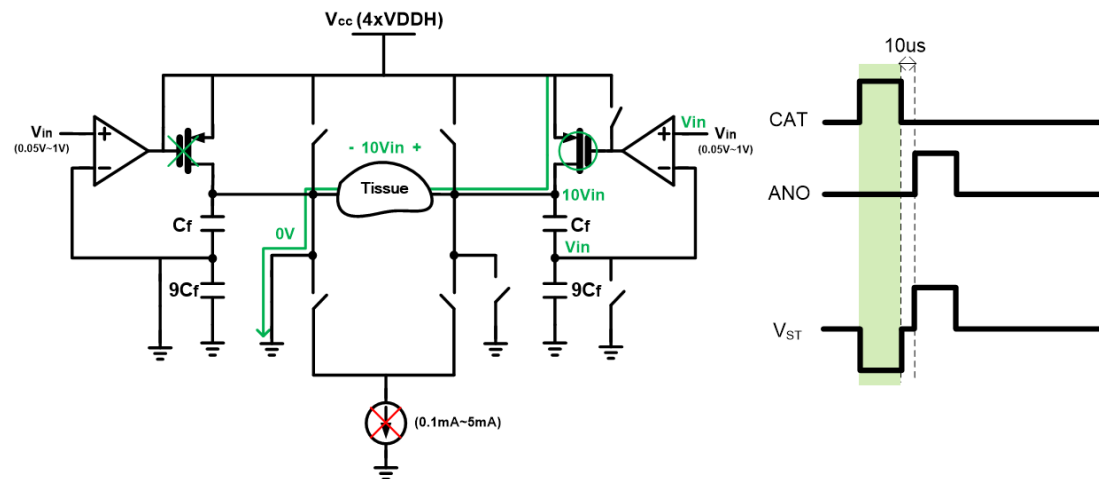 Vcc (4xVDDH)
10us
CAT
Vin
(0.05V~1V)
+
−
- 10Vin +
Tissue
Vin
Vin
(0.05V~1V)
+
−
ANO
10Vin
Cf
0V
Cf
Vin
9Cf
9Cf
VST
(0.1mA~5mA)